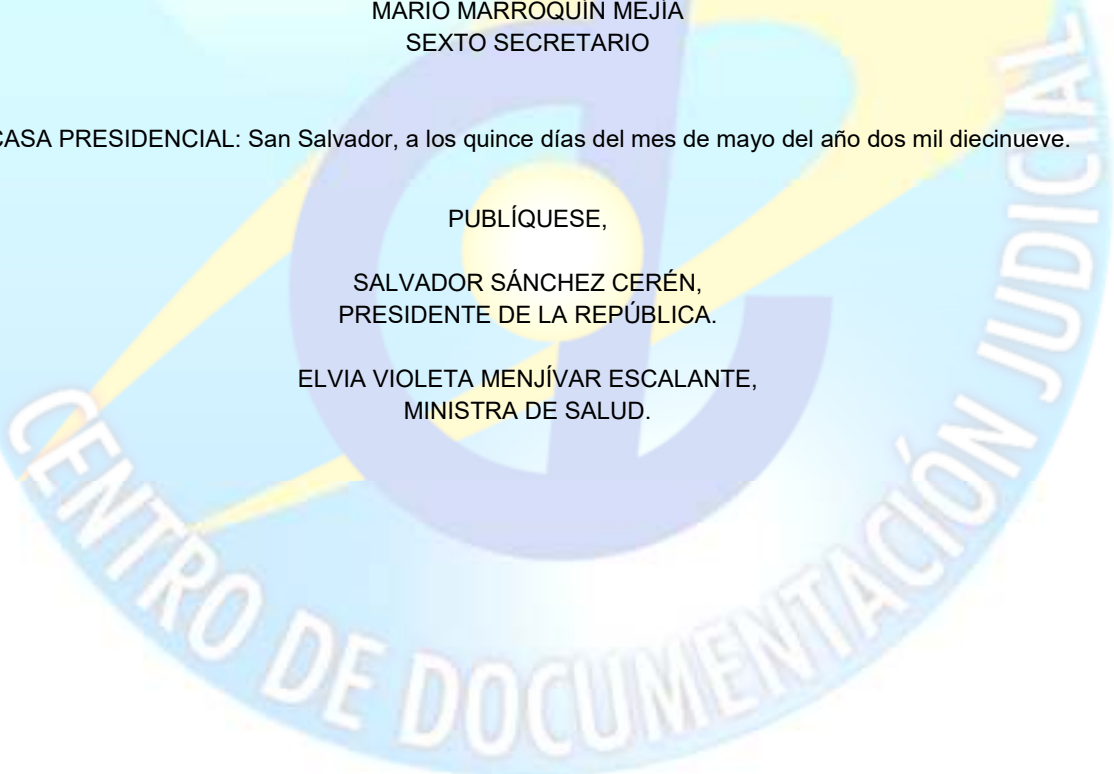 MARIO MARROQUÍN MEJÍA
SEXTO SECRETARIO
CASA PRESIDENCIAL: San Salvador, a los quince días del mes de mayo del año dos mil diecinueve.
PUBLÍQUESE,
SALVADOR SÁNCHEZ CERÉN,
PRESIDENTE DE LA REPÚBLICA.
ELVIA VIOLETA MENJÍVAR ESCALANTE,
MINISTRA DE SALUD.
CENTRO DE DOCUMENTACIÓN JUDICIAL